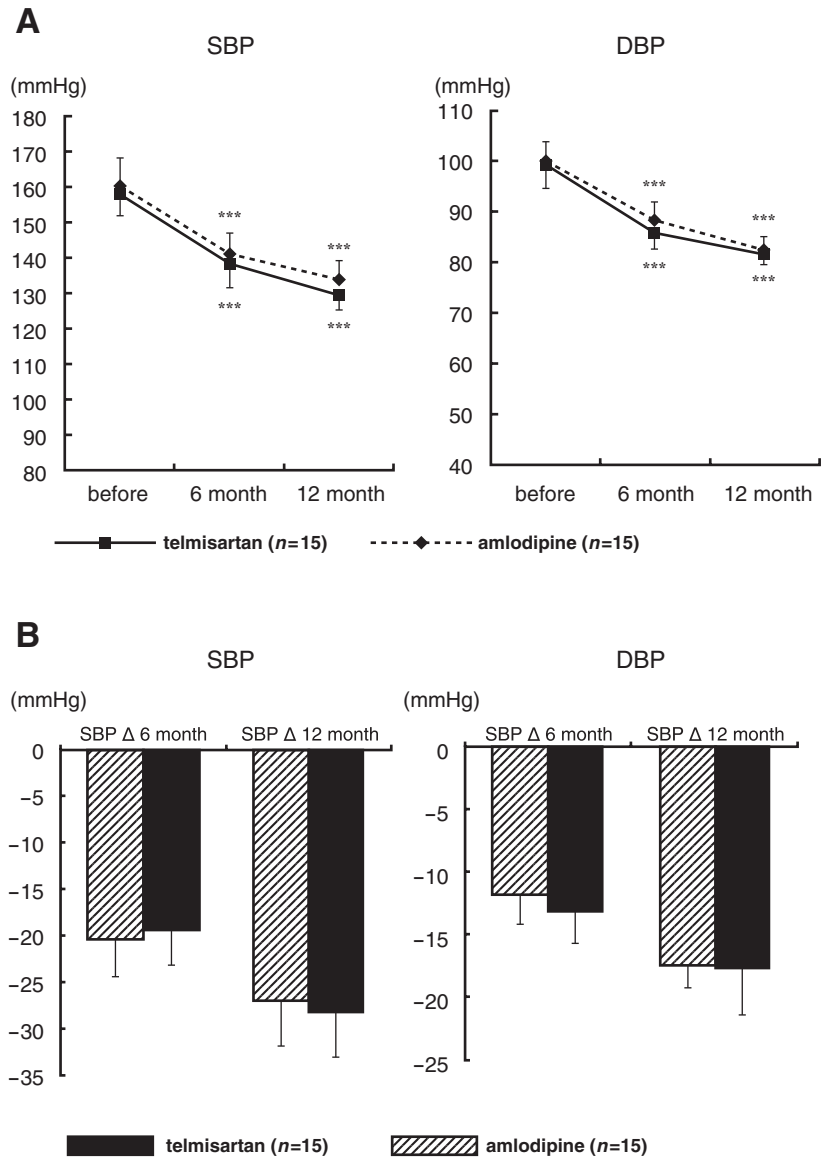 A
SBP
DBP
(mmHg)
180
170
160
150
140
130
120
110
100
90
80
***
***
***
***
before
6 month
12 month
110
100
90
80
70
60
50
40
***
***
***
***
before
6 month
12 month
telmisartan (n=15)
amlodipine (n=15)
B
SBP
DBP
(mmHg)
(mmHg)
SBP Δ 6 month
SBP Δ 12 month
0
−5
−10
−15
−20
−25
−30
−35
SBP Δ 6 month
SBP Δ 12 month
0
−5
−10
−15
−20
−25
telmisartan (n=15)
amlodipine (n=15)